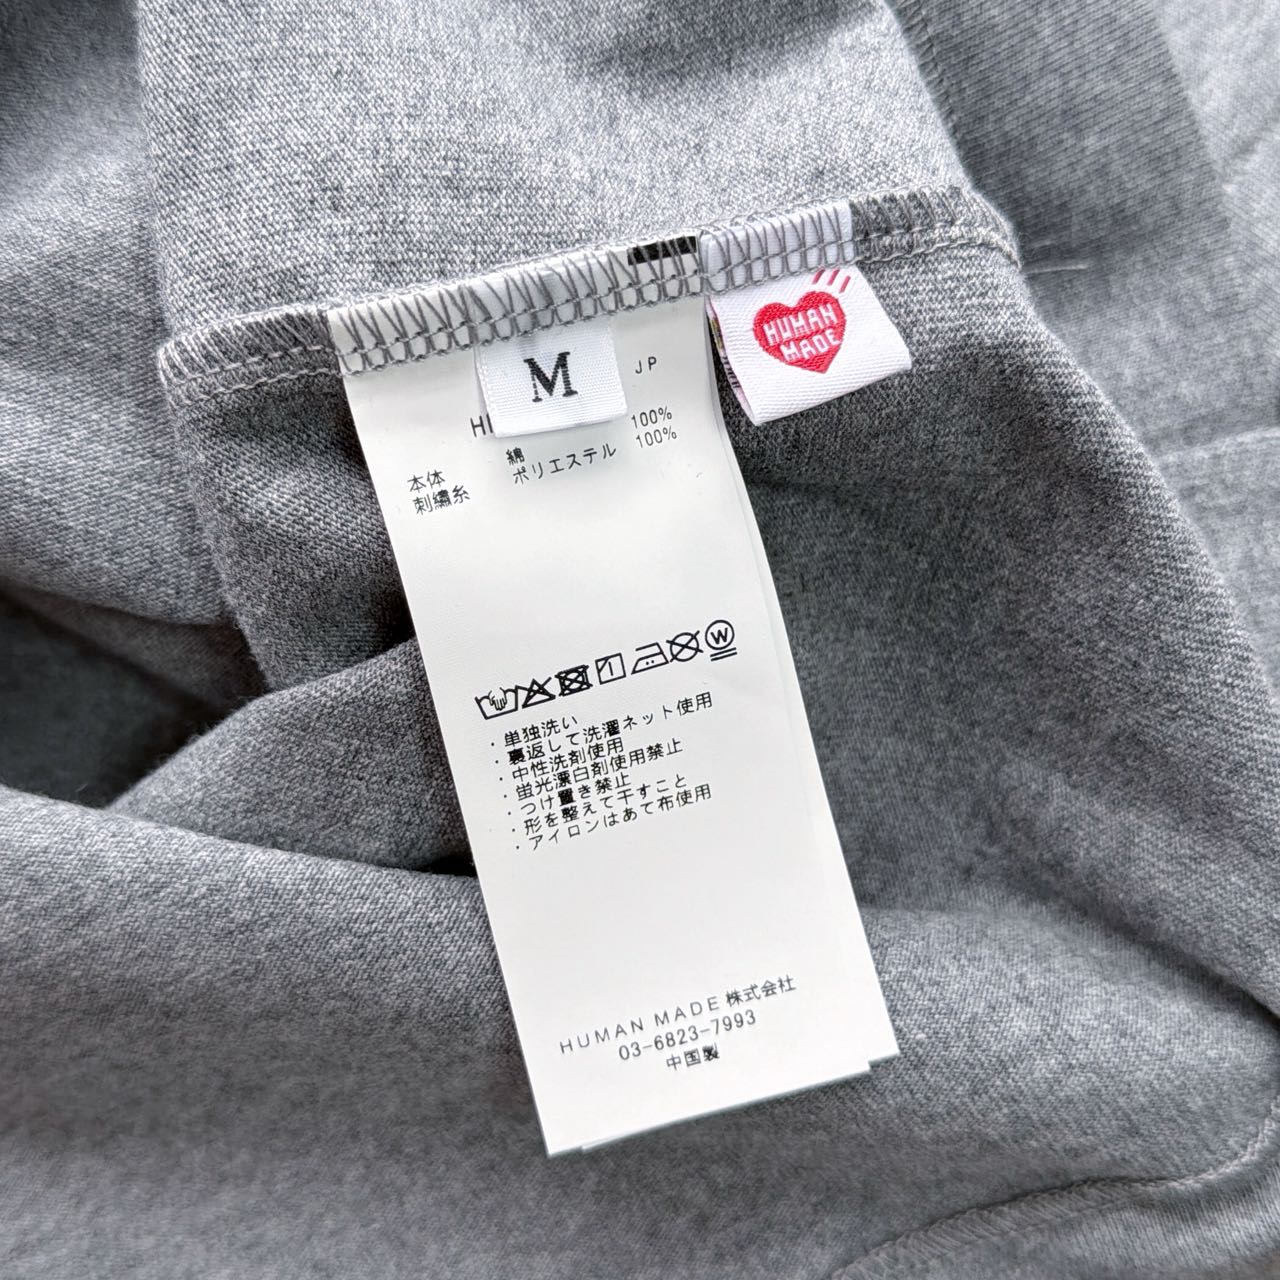 M
JP
HUMAN
MADE
HI
綿 100%
ポリエステル 100%
本体
刺繍糸
W
・単独洗い
・裏返して洗濯ネット使用
・中性洗剤使用
・蛍光漂白剤使用禁止
・つけ置き禁止
・形を整えて干すこと
・アイロンはあて布使用
HUMAN MADE 株式会社
03-6823-7993
中国製